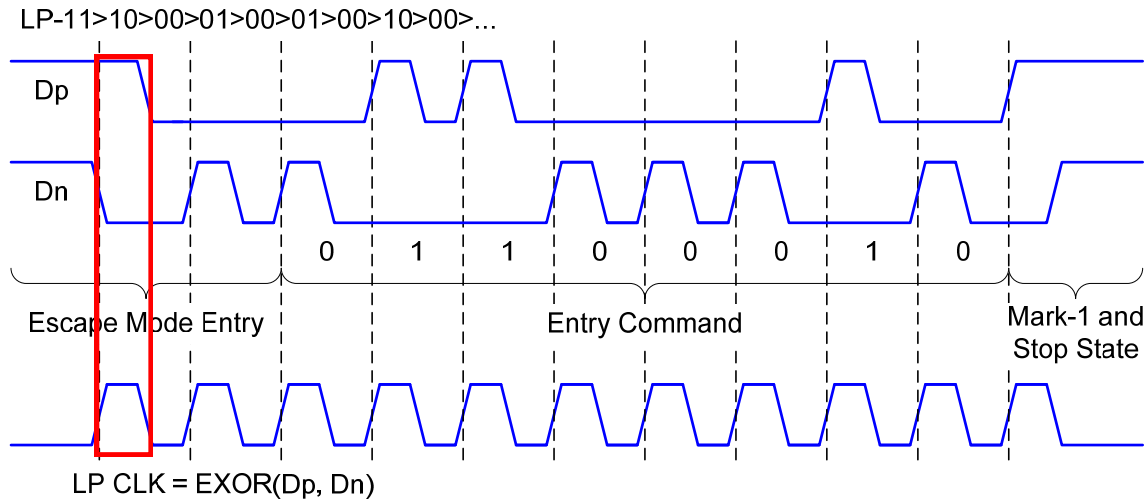 LP-11>10>00>01>00>01>00>10>00>...
Dp
Dn
0 1 1 0 0 0 1 0
Escape Mode Entry
Entry Command
Mark-1 and
Stop State
LP CLK = EXOR(Dp, Dn)